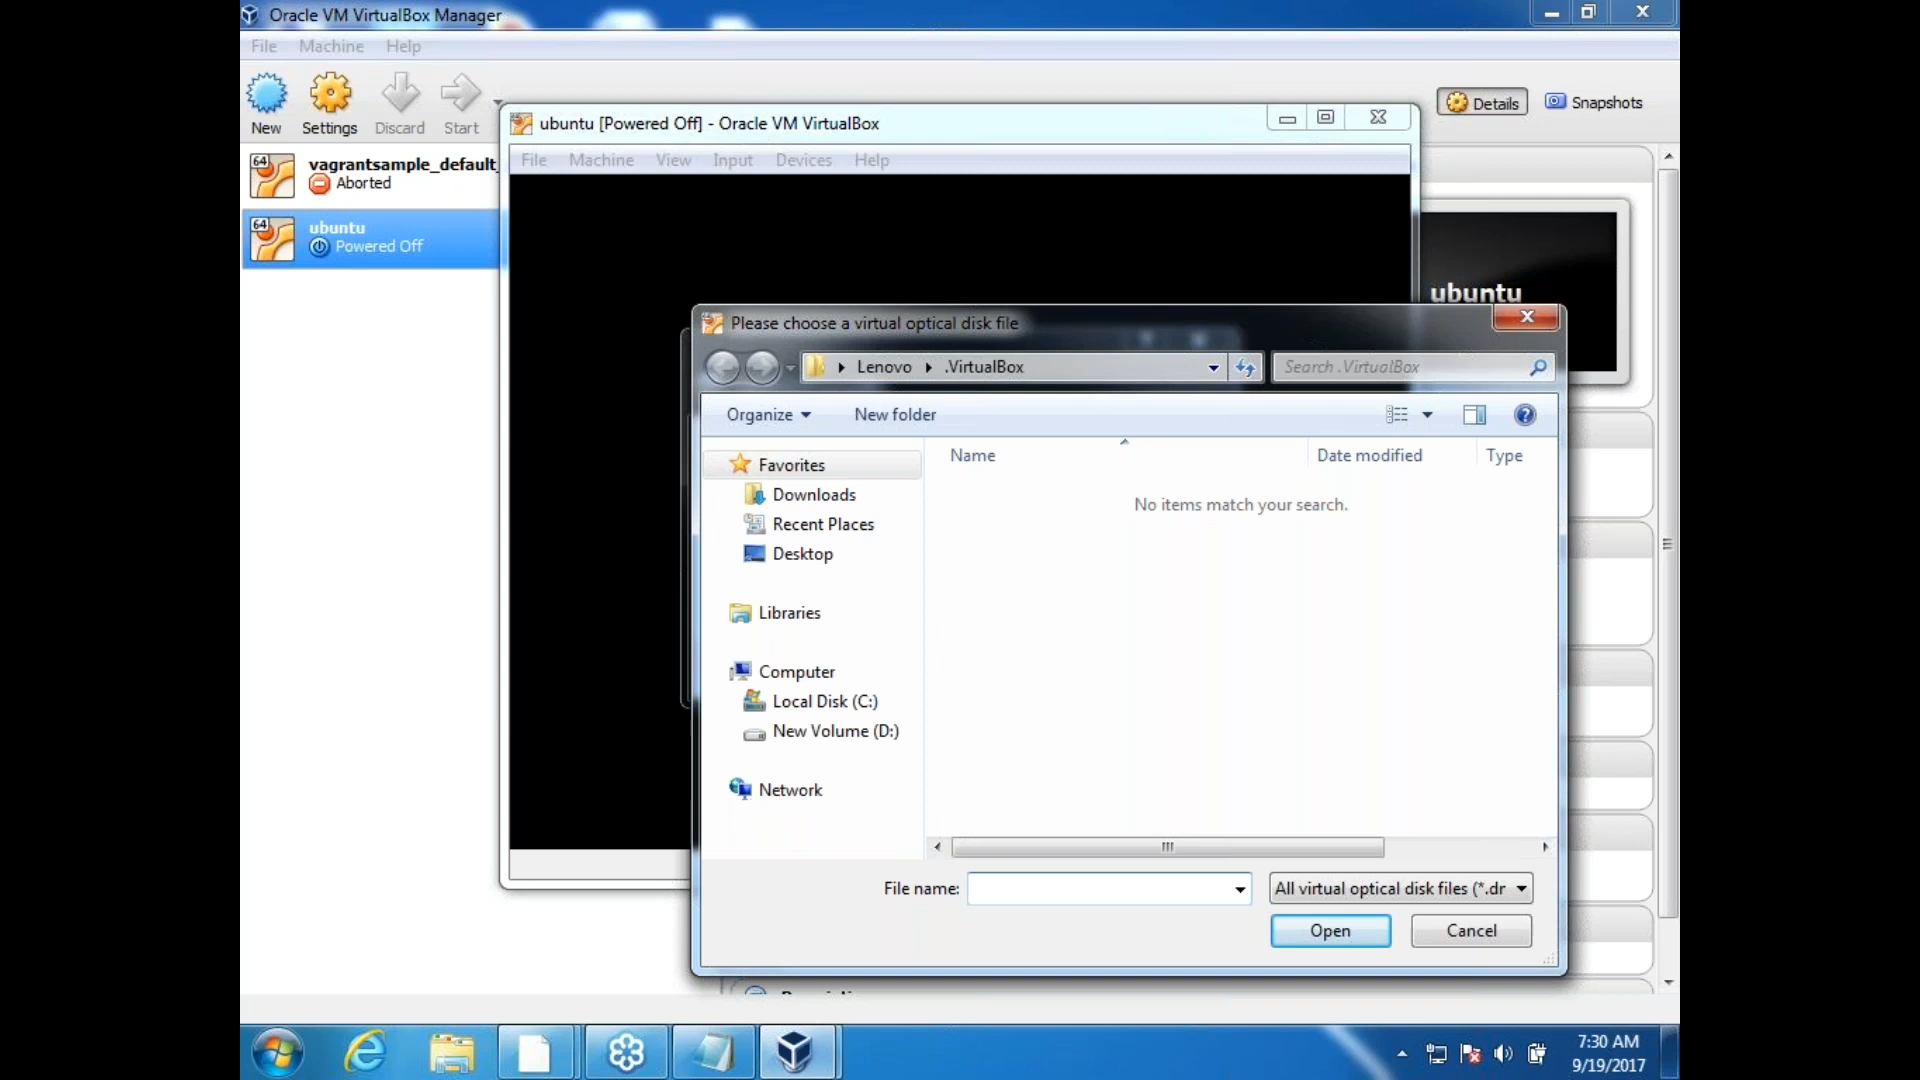 Oracle VM VirtualBox Manager
File Machine Help
New Settings Discard Start
Details Snapshots
64 vagrantsample_default_
Aborted
64 ubuntu
Powered Off
ubuntu [Powered Off] - Oracle VM VirtualBox
File Machine View Input Devices Help
ubuntu
Please choose a virtual optical disk file
Lenovo .VirtualBox
Search .VirtualBox
Organize New folder
Name Date modified Type
No items match your search.
Favorites
Downloads
Recent Places
Desktop
Libraries
Computer
Local Disk (C:)
New Volume (D:)
Network
File name:
All virtual optical disk files (*.dr
Open Cancel
7:30 AM
9/19/2017